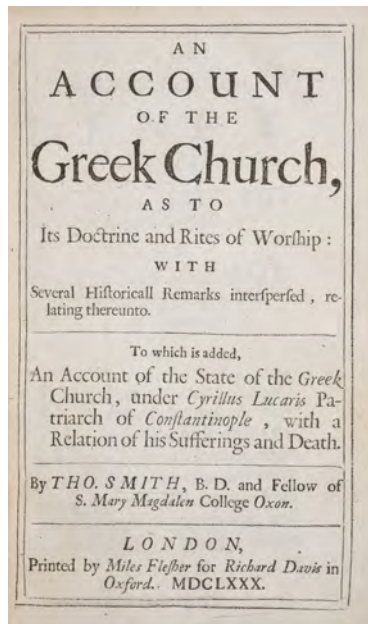 AN
ACCOUNT
OF THE
Greek Church,
AS TO
Its Doctrine and Rites of Worſhip :
WITH
Several Hiſtoricall Remarks interſperſed , re-
lating thereunto.
To which is added,
An Account of the State of the Greek
Church, under Cyrillus Lucaris Pa-
triarch of Conſtantinople , with a
Relation of his Sufferings and Death.
By THO. SMITH, B. D. and Fellow of
S. Mary Magdalen College Oxon.
LONDON,
Printed by Miles Fleſher for Richard Davis in
Oxford. MDCLXXX.